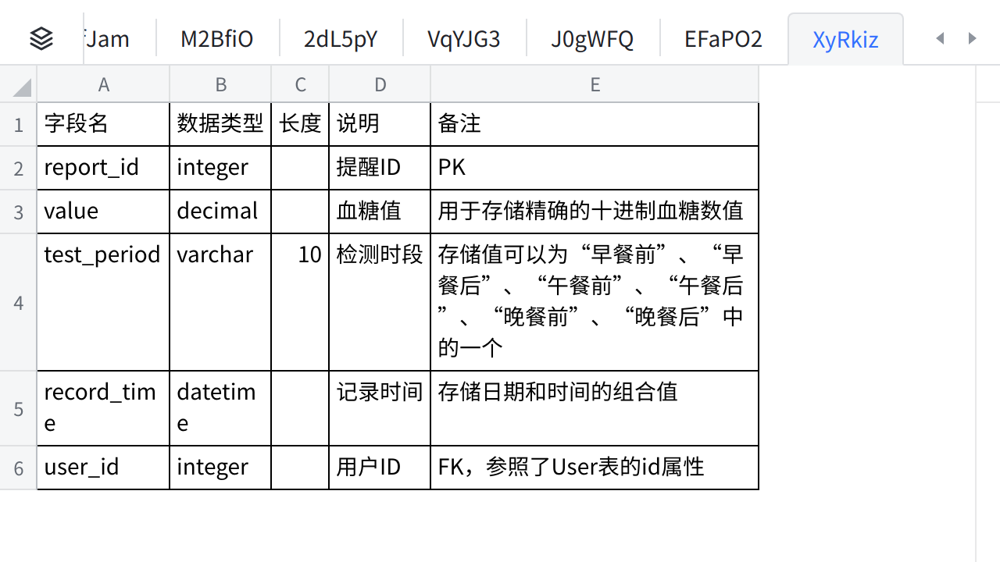 fJam M2BfiO 2dL5pY VqYJG3 J0gWFQ EFaPO2 XyRkiz
A B C D E
1 字段名 数据类型 长度 说明 备注
2 report_id integer 提醒ID PK
3 value decimal 血糖值 用于存储精确的十进制血糖数值
4 test_period varchar 10 检测时段 存储值可以为“早餐前”、“早
餐后”、“午餐前”、“午餐后
”、“晚餐前”、“晚餐后”中
的一个
5 record_tim datetim 记录时间 存储日期和时间的组合值
e e
6 user_id integer 用户ID FK，参照了User表的id属性